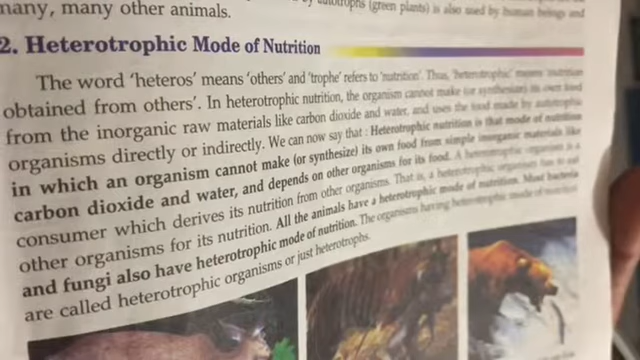 many, many other animals.
autotrophs (green plants) is also used by human beings and
2. Heterotrophic Mode of Nutrition
The word 'heteros' means 'others' and 'trophe' refers to 'nutrition'. Thus, 'heterotrophic' means 'nutrition
obtained from others'. In heterotrophic nutrition, the organism cannot make (or synthesize) its own food
from the inorganic raw materials like carbon dioxide and water, and uses the food made by autotrophic
organisms directly or indirectly. We can now say that : Heterotrophic nutrition is that mode of nutrition
in which an organism cannot make (or synthesize) its own food from simple inorganic materials like
carbon dioxide and water, and depends on other organisms for its food. A heterotrophic organism is a
consumer which derives its nutrition from other organisms. That is, a heterotrophic organism has to eat
other organisms for its nutrition. All the animals have a heterotrophic mode of nutrition. Most bacteria
and fungi also have heterotrophic mode of nutrition. The organisms having heterotrophic mode of nutrition
are called heterotrophic organisms or just heterotrophs.